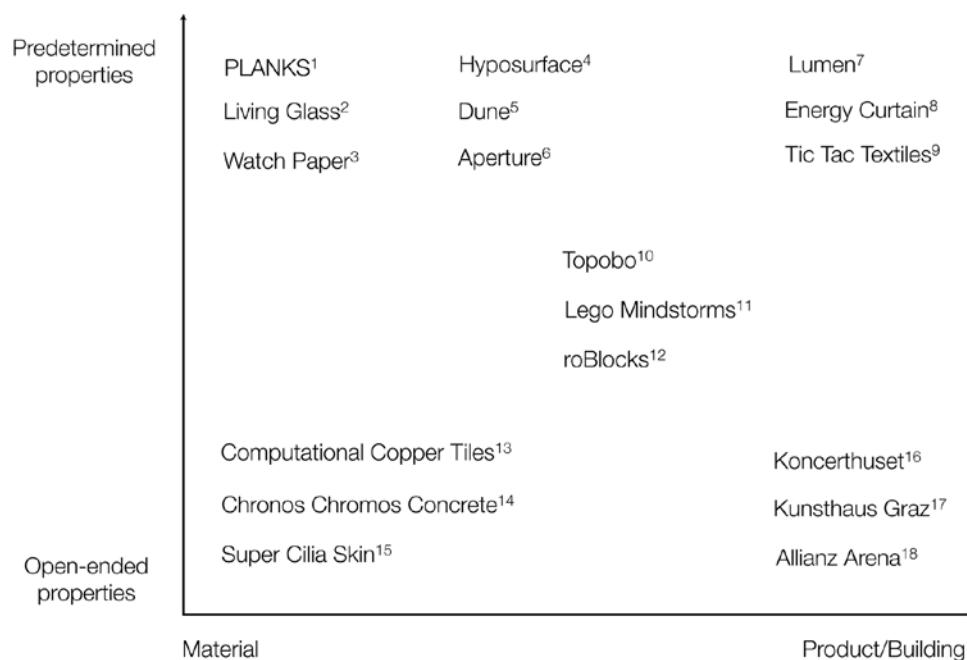 Predetermined
properties
PLANKS¹ Hyposurface⁴ Lumen⁷
Living Glass² Dune⁵ Energy Curtain⁸
Watch Paper³ Aperture⁶ Tic Tac Textiles⁹
Topobo¹⁰
Lego Mindstorms¹¹
roBlocks¹²
Computational Copper Tiles¹³ Koncerthuset¹⁶
Chronos Chromos Concrete¹⁴ Kunsthaus Graz¹⁷
Super Cilia Skin¹⁵ Allianz Arena¹⁸
Open-ended
properties
Material Product/Building